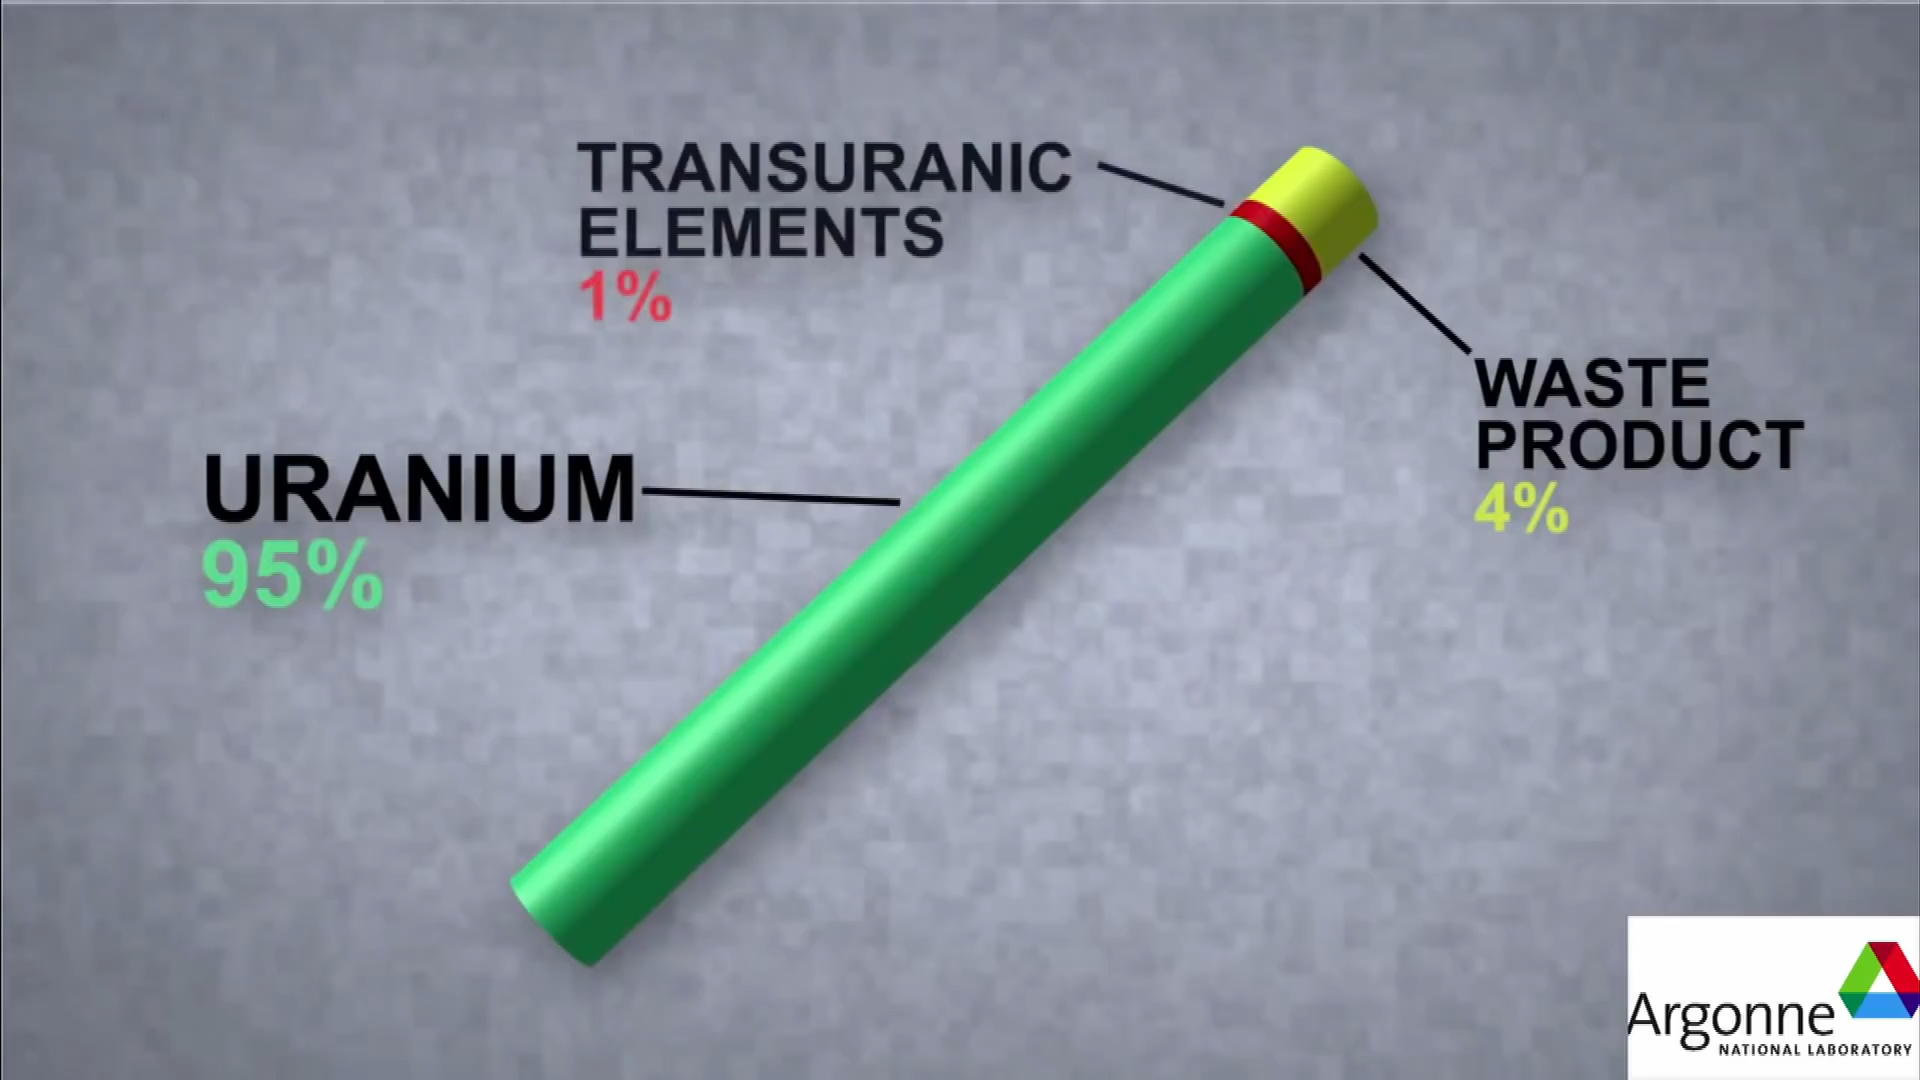 TRANSURANIC
ELEMENTS
1%
WASTE
PRODUCT
4%
URANIUM
95%
Argonne
NATIONAL LABORATORY